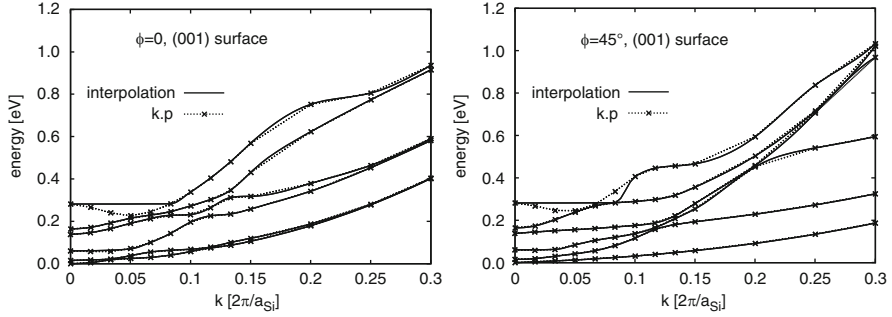 ϕ=0, (001) surface
interpolation
k.p
energy [eV]
1.2
1.0
0.8
0.6
0.4
0.2
0.0
0 0.05 0.1 0.15 0.2 0.25 0.3
k [2π/aSi]
ϕ=45°, (001) surface
interpolation
k.p
energy [eV]
1.2
1.0
0.8
0.6
0.4
0.2
0.0
0 0.05 0.1 0.15 0.2 0.25 0.3
k [2π/aSi]